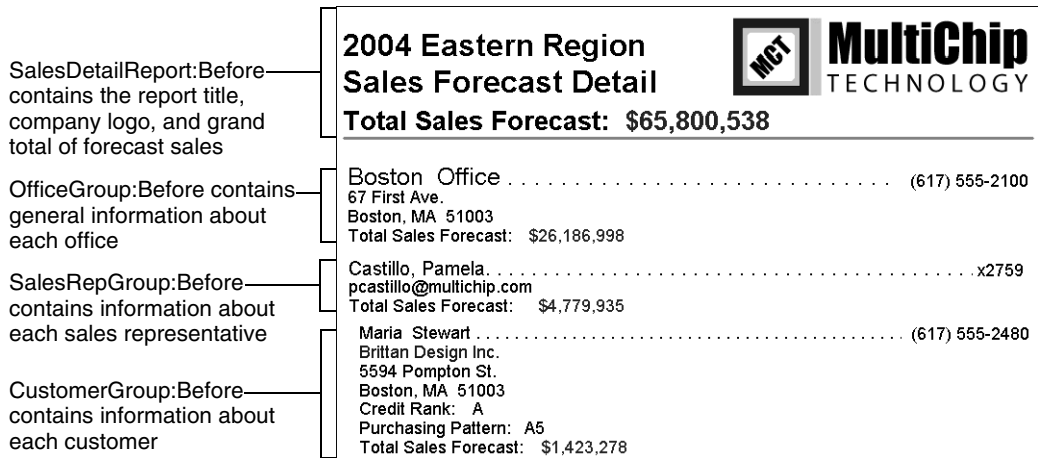 SalesDetailReport:Before
contains the report title,
company logo, and grand
total of forecast sales
OfficeGroup:Before contains
general information about
each office
SalesRepGroup:Before
contains information about
each sales representative
CustomerGroup:Before
contains information about
each customer
2004 Eastern Region
Sales Forecast Detail
Total Sales Forecast: $65,800,538
MCT
MultiChip
TECHNOLOGY
Boston Office . . . . . . . . . . . . . . . . . . . . . . . . . . . . . . . . (617) 555-2100
67 First Ave.
Boston, MA 51003
Total Sales Forecast: $26,186,998
Castillo, Pamela. . . . . . . . . . . . . . . . . . . . . . . . . . . . . . . . . . . . . . . . . . . . . . . . . x2759
pcastillo@multichip.com
Total Sales Forecast: $4,779,935
Maria Stewart . . . . . . . . . . . . . . . . . . . . . . . . . . . . . . . . . . . . . . . . . . . . . . . . . . . (617) 555-2480
Brittan Design Inc.
5594 Pompton St.
Boston, MA 51003
Credit Rank: A
Purchasing Pattern: A5
Total Sales Forecast: $1,423,278